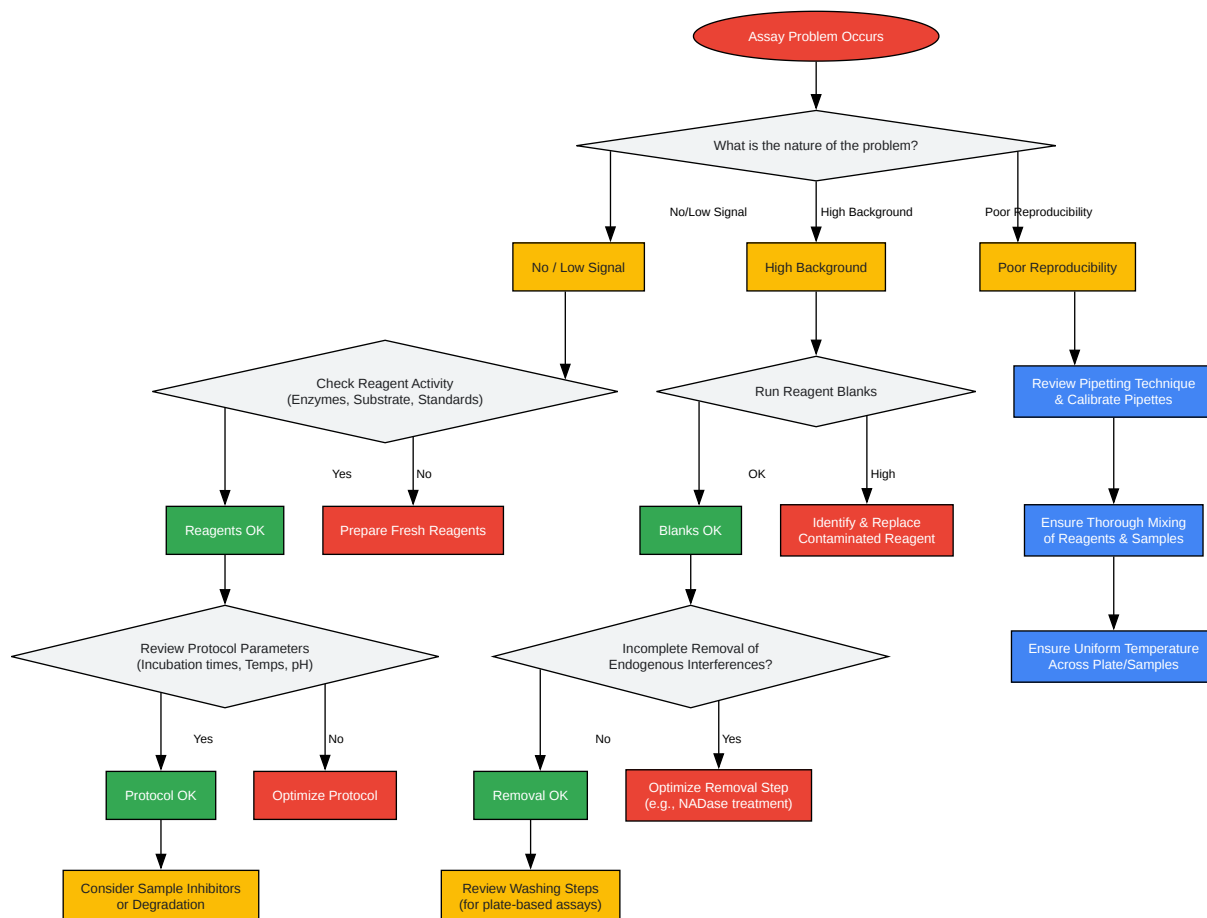 Assay Problem Occurs
What is the nature of the problem?
No/Low Signal
High Background
Poor Reproducibility
No / Low Signal
High Background
Poor Reproducibility
Check Reagent Activity
(Enzymes, Substrate, Standards)
Run Reagent Blanks
Review Pipetting Technique
& Calibrate Pipettes
Yes
No
OK
High
Reagents OK
Prepare Fresh Reagents
Blanks OK
Identify & Replace
Contaminated Reagent
Ensure Thorough Mixing
of Reagents & Samples
Review Protocol Parameters
(Incubation times, Temps, pH)
Incomplete Removal of
Endogenous Interferences?
Ensure Uniform Temperature
Across Plate/Samples
Yes
No
No
Yes
Protocol OK
Optimize Protocol
Removal OK
Optimize Removal Step
(e.g., NADase treatment)
Consider Sample Inhibitors
or Degradation
Review Washing Steps
(for plate-based assays)